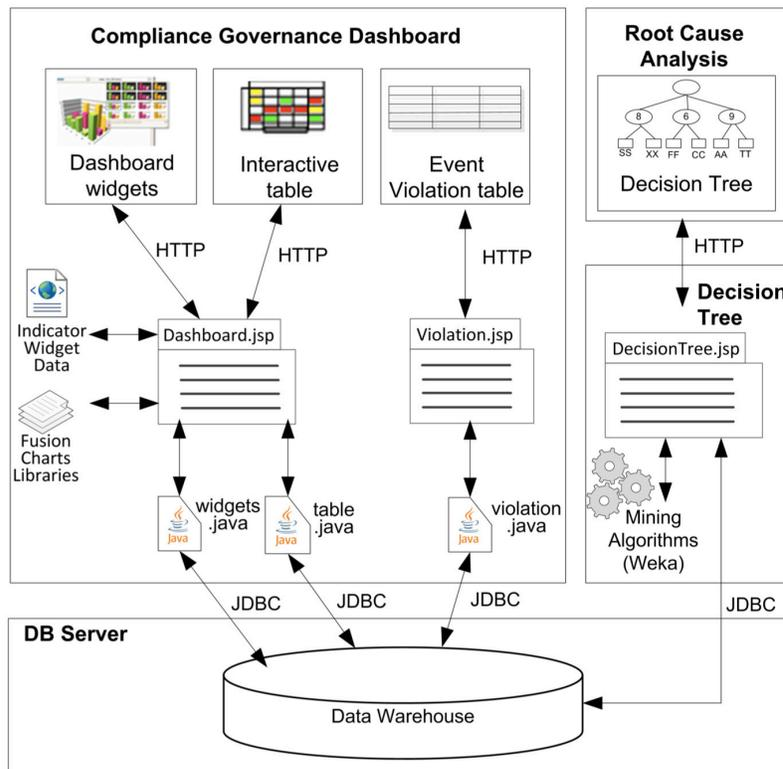 Compliance Governance Dashboard
Dashboard
widgets
Interactive
table
Event
Violation table
HTTP
HTTP
HTTP
Indicator
Widget
Data
Dashboard.jsp
Violation.jsp
Fusion
Charts
Libraries
widgets
.java
table
.java
violation
.java
Java
Java
Java
Root Cause
Analysis
8
6
9
SS
XX
FF
CC
AA
TT
Decision Tree
HTTP
Decision
Tree
DecisionTree.jsp
Mining
Algorithms
(Weka)
JDBC
JDBC
JDBC
JDBC
DB Server
Data Warehouse